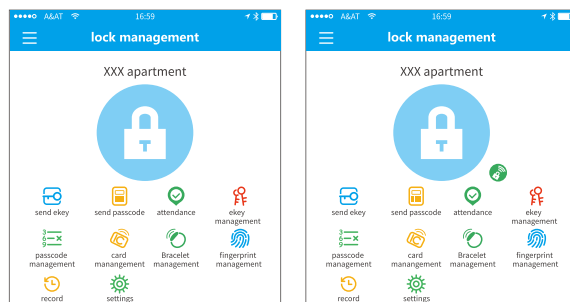 A&AT 16:59
lock management
XXX apartment
T
send ekey send passcode attendance ekey
management
passcode
management card
manangement Bracelet
management fingerprint
management
record settings
A&AT 16:59
lock management
XXX apartment
T
send ekey send passcode attendance ekey
management
passcode
management card
manangement Bracelet
management fingerprint
management
record settings